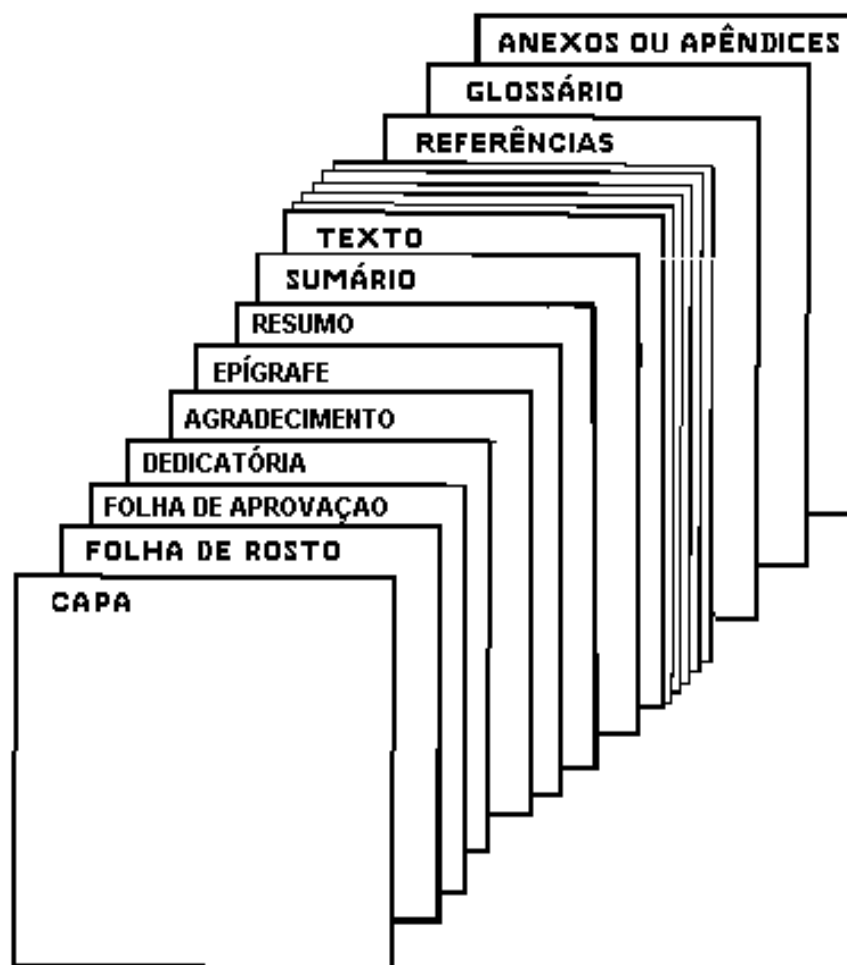 ANEXOS OU APÊNDICES
GLOSSÁRIO
REFERÊNCIAS
TEXTO
SUMÁRIO
RESUMO
EPÍGRAFE
AGRADECIMENTO
DEDICATÓRIA
FOLHA DE APROVAÇAO
FOLHA DE ROSTO
CAPA